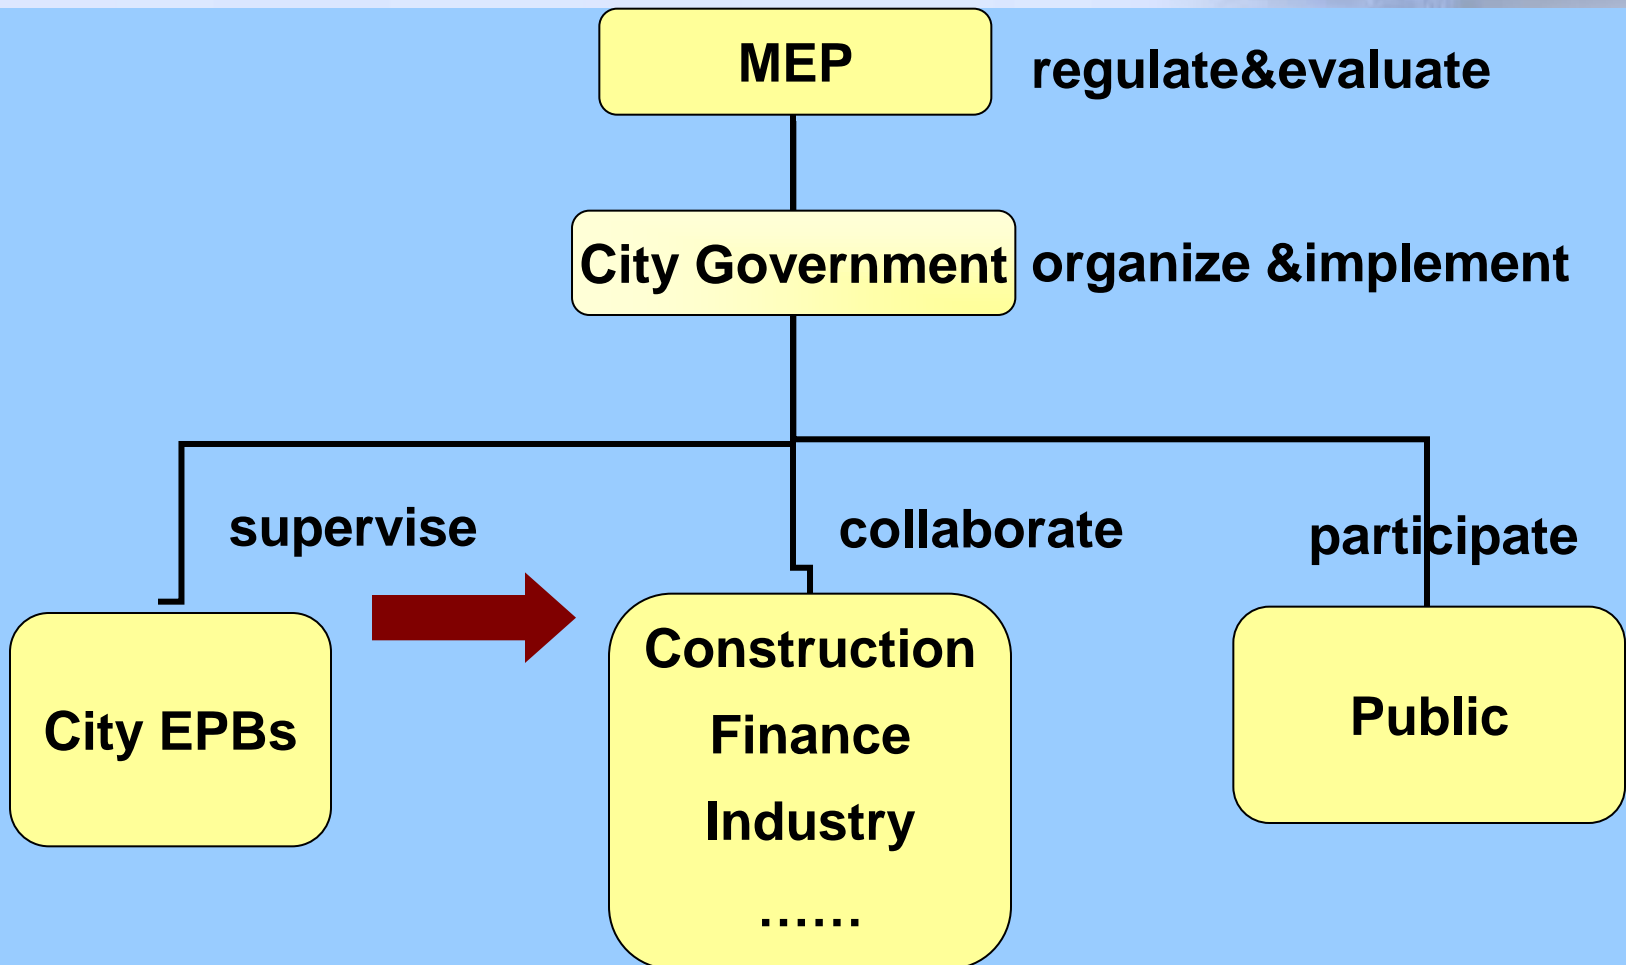 MEP
regulate&evaluate
City Government
organize &implement
supervise
collaborate
participate
City EPBs
Construction
Finance
Industry
……
Public